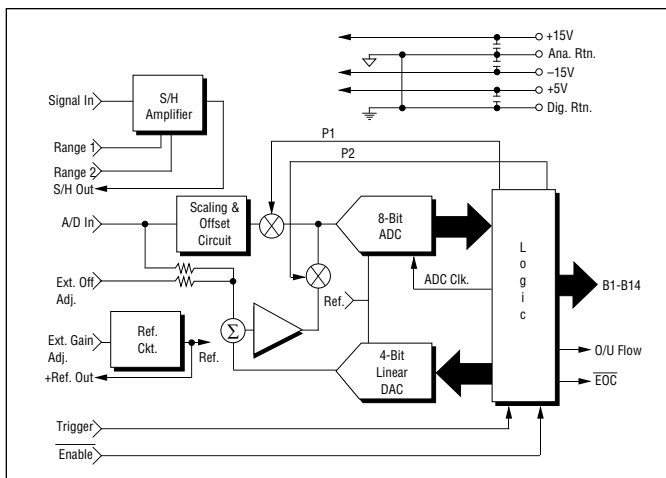 +15V
Ana. Rtn.
–15V
+5V
Dig. Rtn.
Signal In
S/H
Amplifier
Range 1
Range 2
S/H Out
P1
P2
A/D In
Scaling &
Offset
Circuit
8-Bit
ADC
Logic
B1-B14
ADC Clk.
Ext. Off
Adj.
Ref.
Σ
Ext. Gain
Adj.
Ref.
Ckt.
Ref.
+Ref. Out
4-Bit
Linear
DAC
O/U Flow
EOC
Trigger
Enable